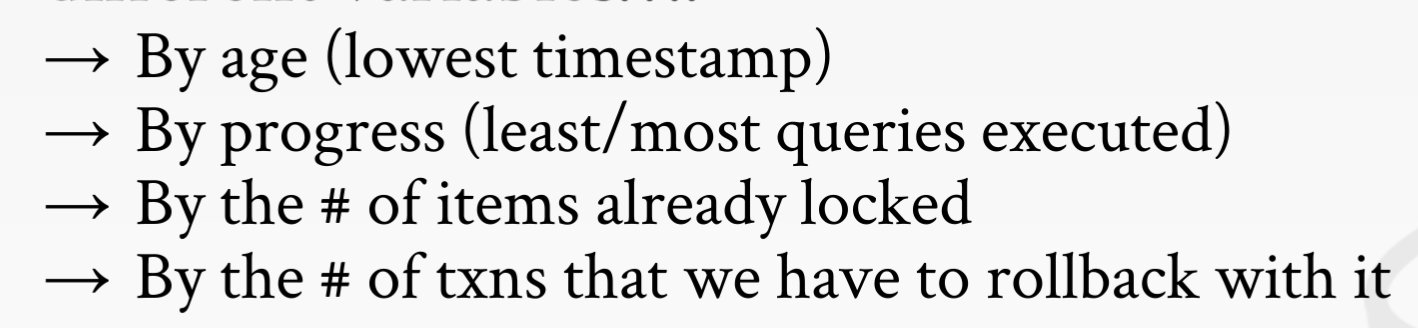 → By age (lowest timestamp)
→ By progress (least/most queries executed)
→ By the # of items already locked
→ By the # of txns that we have to rollback with it